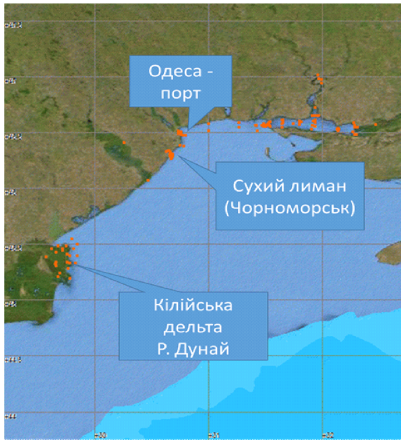 Одеса -
порт
Сухий лиман
(Чорноморськ)
Кілійська
дельта
Р. Дунай